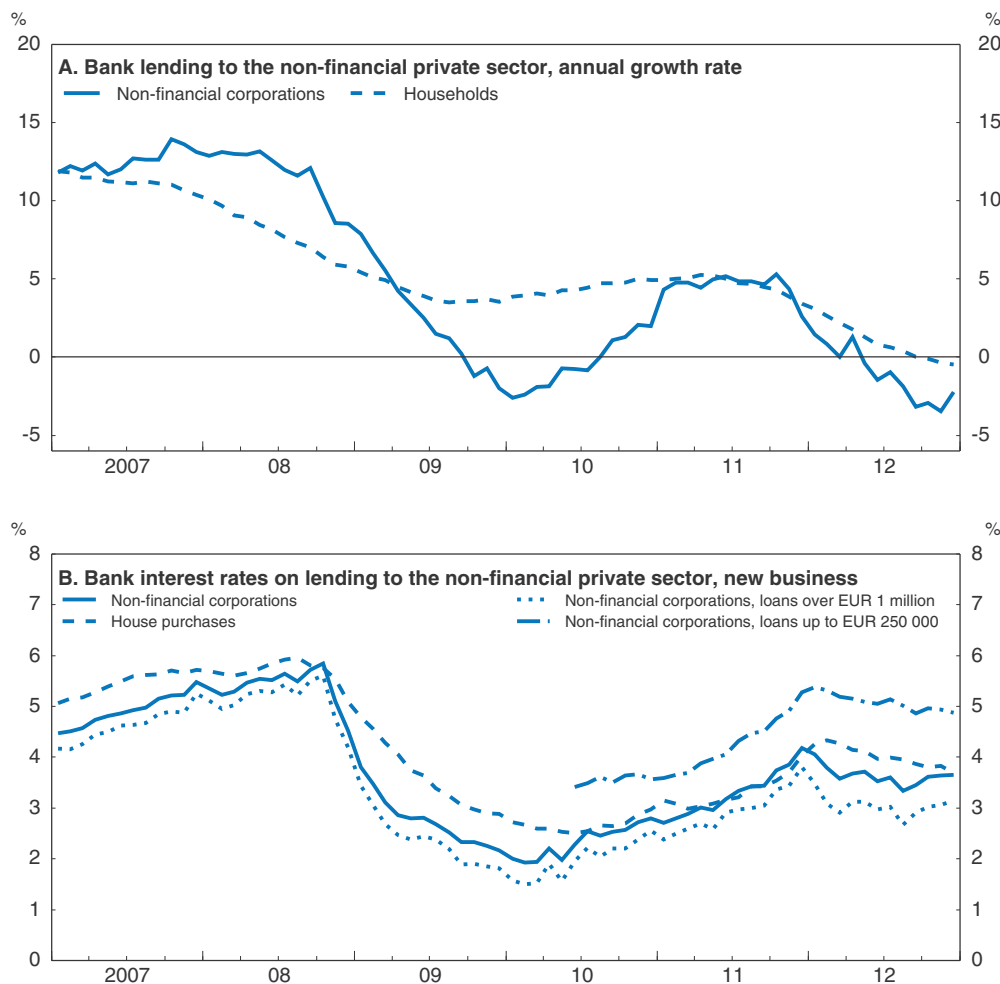 % %
20 20
A. Bank lending to the non-financial private sector, annual growth rate
Non-financial corporations Households
15 15
10 10
5 5
0 0
-5 -5
2007 08 09 10 11 12
% %
8 8
B. Bank interest rates on lending to the non-financial private sector, new business
7 Non-financial corporations Non-financial corporations, loans over EUR 1 million 7
House purchases Non-financial corporations, loans up to EUR 250 000
6 6
5 5
4 4
3 3
2 2
1 1
0 0
2007 08 09 10 11 12